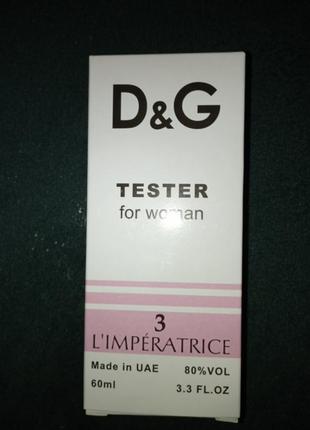 D&G
TESTER
for woman
3
L'IMPÉRATRICE
Made in UAE 80%VOL
60ml 3.3 FL.OZ